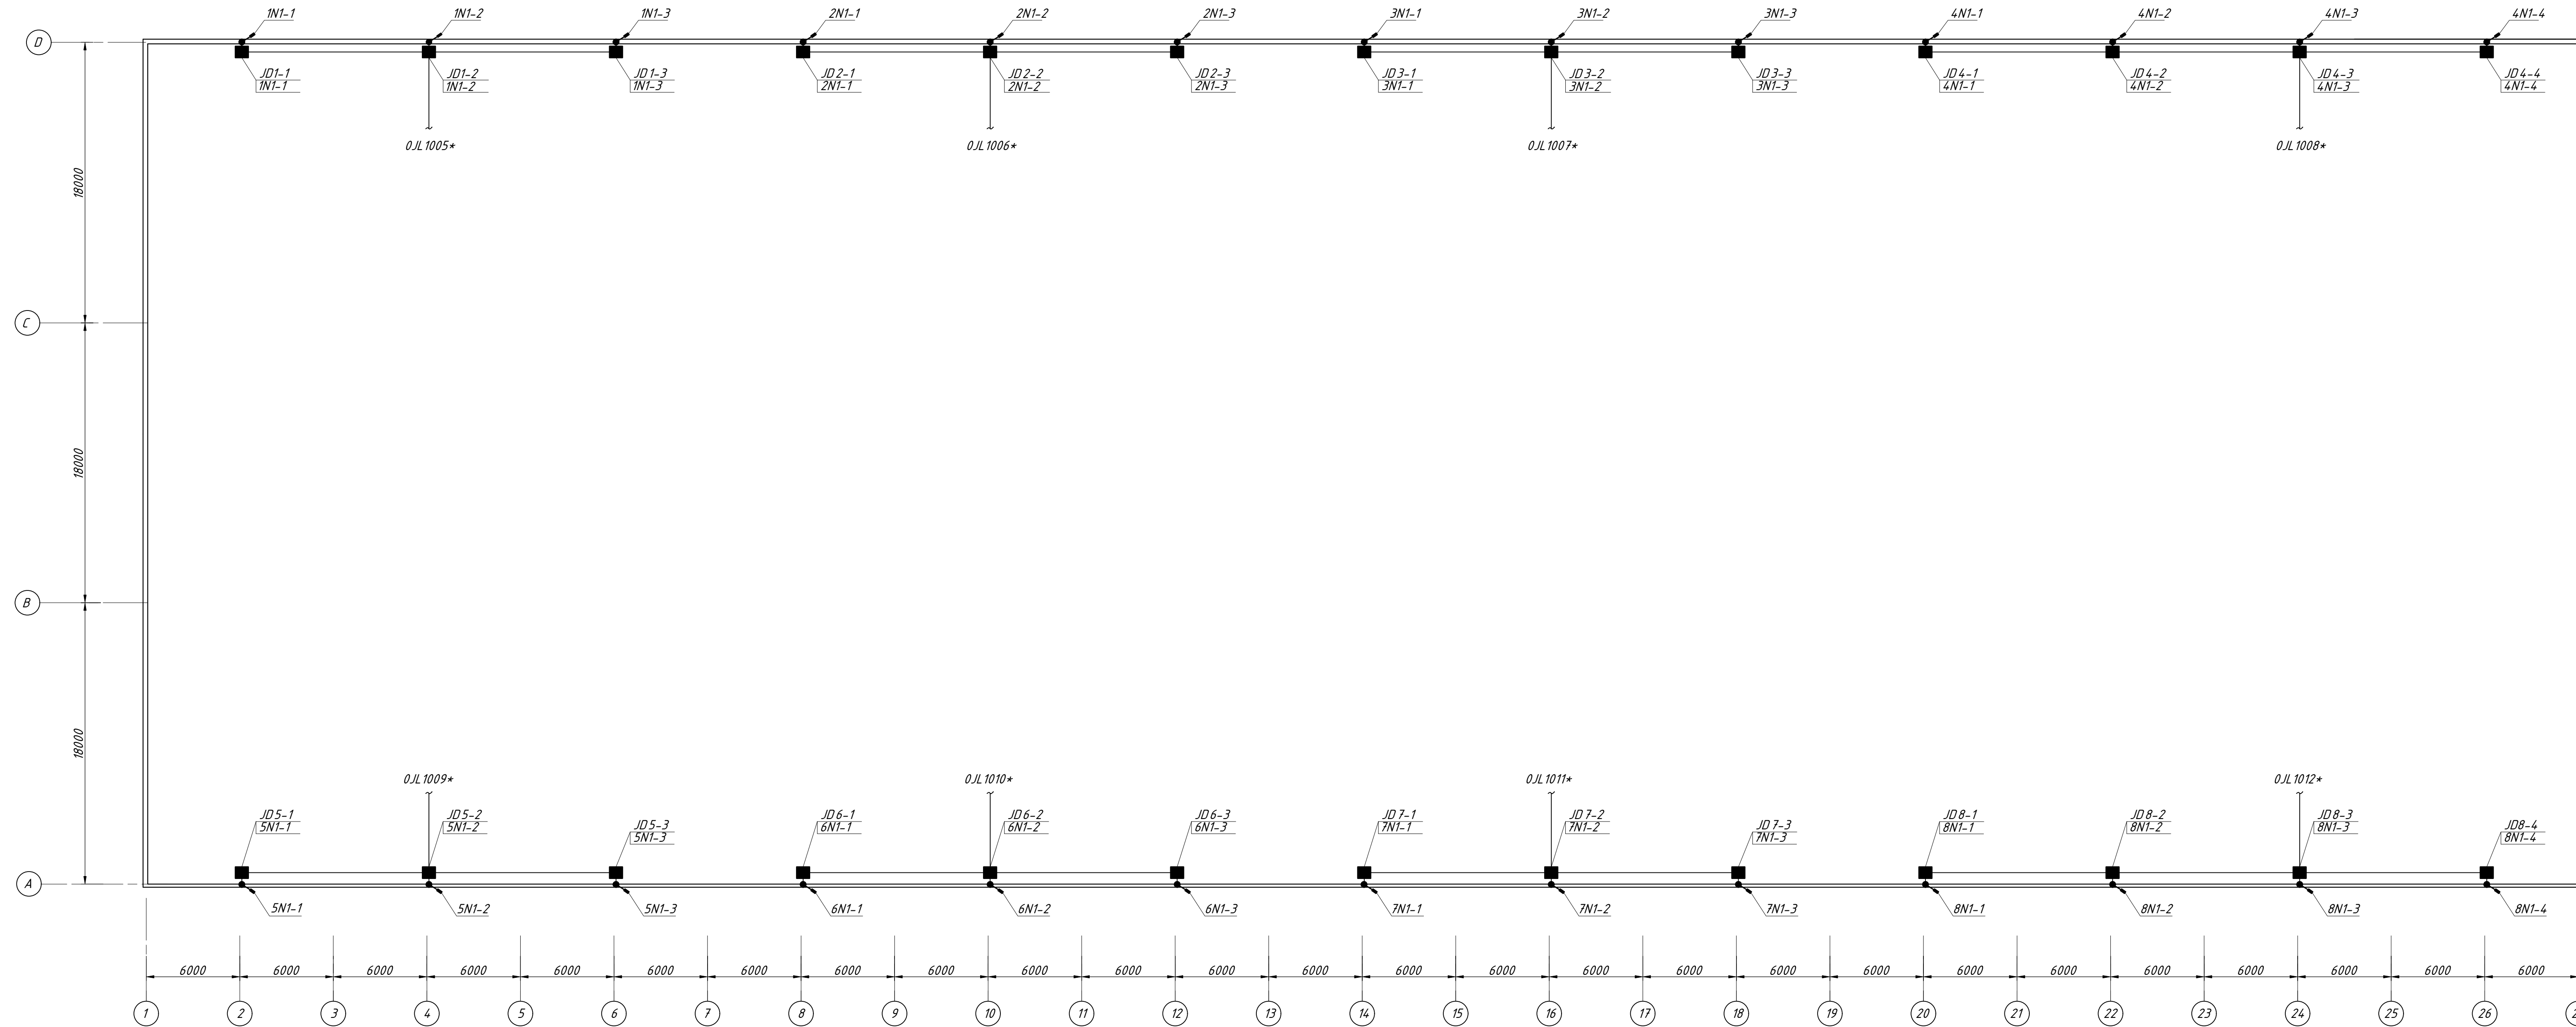 1N1-1 1N1-2 1N1-3 2N1-1 2N1-2 2N1-3 3N1-1 3N1-2 3N1-3 4N1-1 4N1-2 4N1-3 4N1-4
D
JD1-1 JD1-2 JD1-3 JD2-1 JD2-2 JD2-3 JD3-1 JD3-2 JD3-3 JD4-1 JD4-2 JD4-3 JD4-4
1N1-1 1N1-2 1N1-3 2N1-1 2N1-2 2N1-3 3N1-1 3N1-2 3N1-3 4N1-1 4N1-2 4N1-3 4N1-4
0JL1005* 0JL1006* 0JL1007* 0JL1008*
18000
C
18000
B
18000
0JL1009* 0JL1010* 0JL1011* 0JL1012*
JD5-1 JD5-2 JD5-3 JD6-1 JD6-2 JD6-3 JD7-1 JD7-2 JD7-3 JD8-1 JD8-2 JD8-3 JD8-4
5N1-1 5N1-2 5N1-3 6N1-1 6N1-2 6N1-3 7N1-1 7N1-2 7N1-3 8N1-1 8N1-2 8N1-3 8N1-4
A
5N1-1 5N1-2 5N1-3 6N1-1 6N1-2 6N1-3 7N1-1 7N1-2 7N1-3 8N1-1 8N1-2 8N1-3 8N1-4
6000 6000 6000 6000 6000 6000 6000 6000 6000 6000 6000 6000 6000 6000 6000 6000 6000 6000 6000 6000 6000 6000 6000 6000 6000 6000
1 2 3 4 5 6 7 8 9 10 11 12 13 14 15 16 17 18 19 20 21 22 23 24 25 26